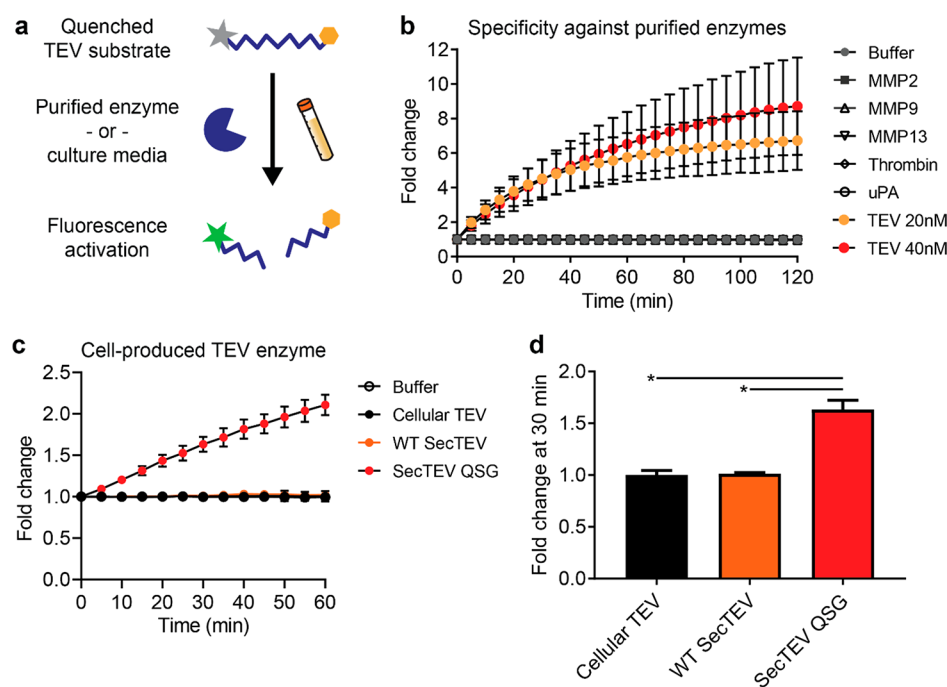 a
Quenched
TEV substrate
Purified enzyme
- or -
culture media
Fluorescence
activation
b
Specificity against purified enzymes
Fold change
12
10
8
6
4
2
0
20
40
60
80
100
120
Time (min)
Buffer
MMP2
MMP9
MMP13
Thrombin
uPA
TEV 20nM
TEV 40nM
c
Cell-produced TEV enzyme
Fold change
2.5
2.0
1.5
1.0
0.5
0.0
0
10
20
30
40
50
60
Time (min)
Buffer
Cellular TEV
WT SecTEV
SecTEV QSG
d
Fold change at 30 min
2.0
1.5
1.0
0.5
0.0
*
*
Cellular TEV
WT SecTEV
SecTEV QSG